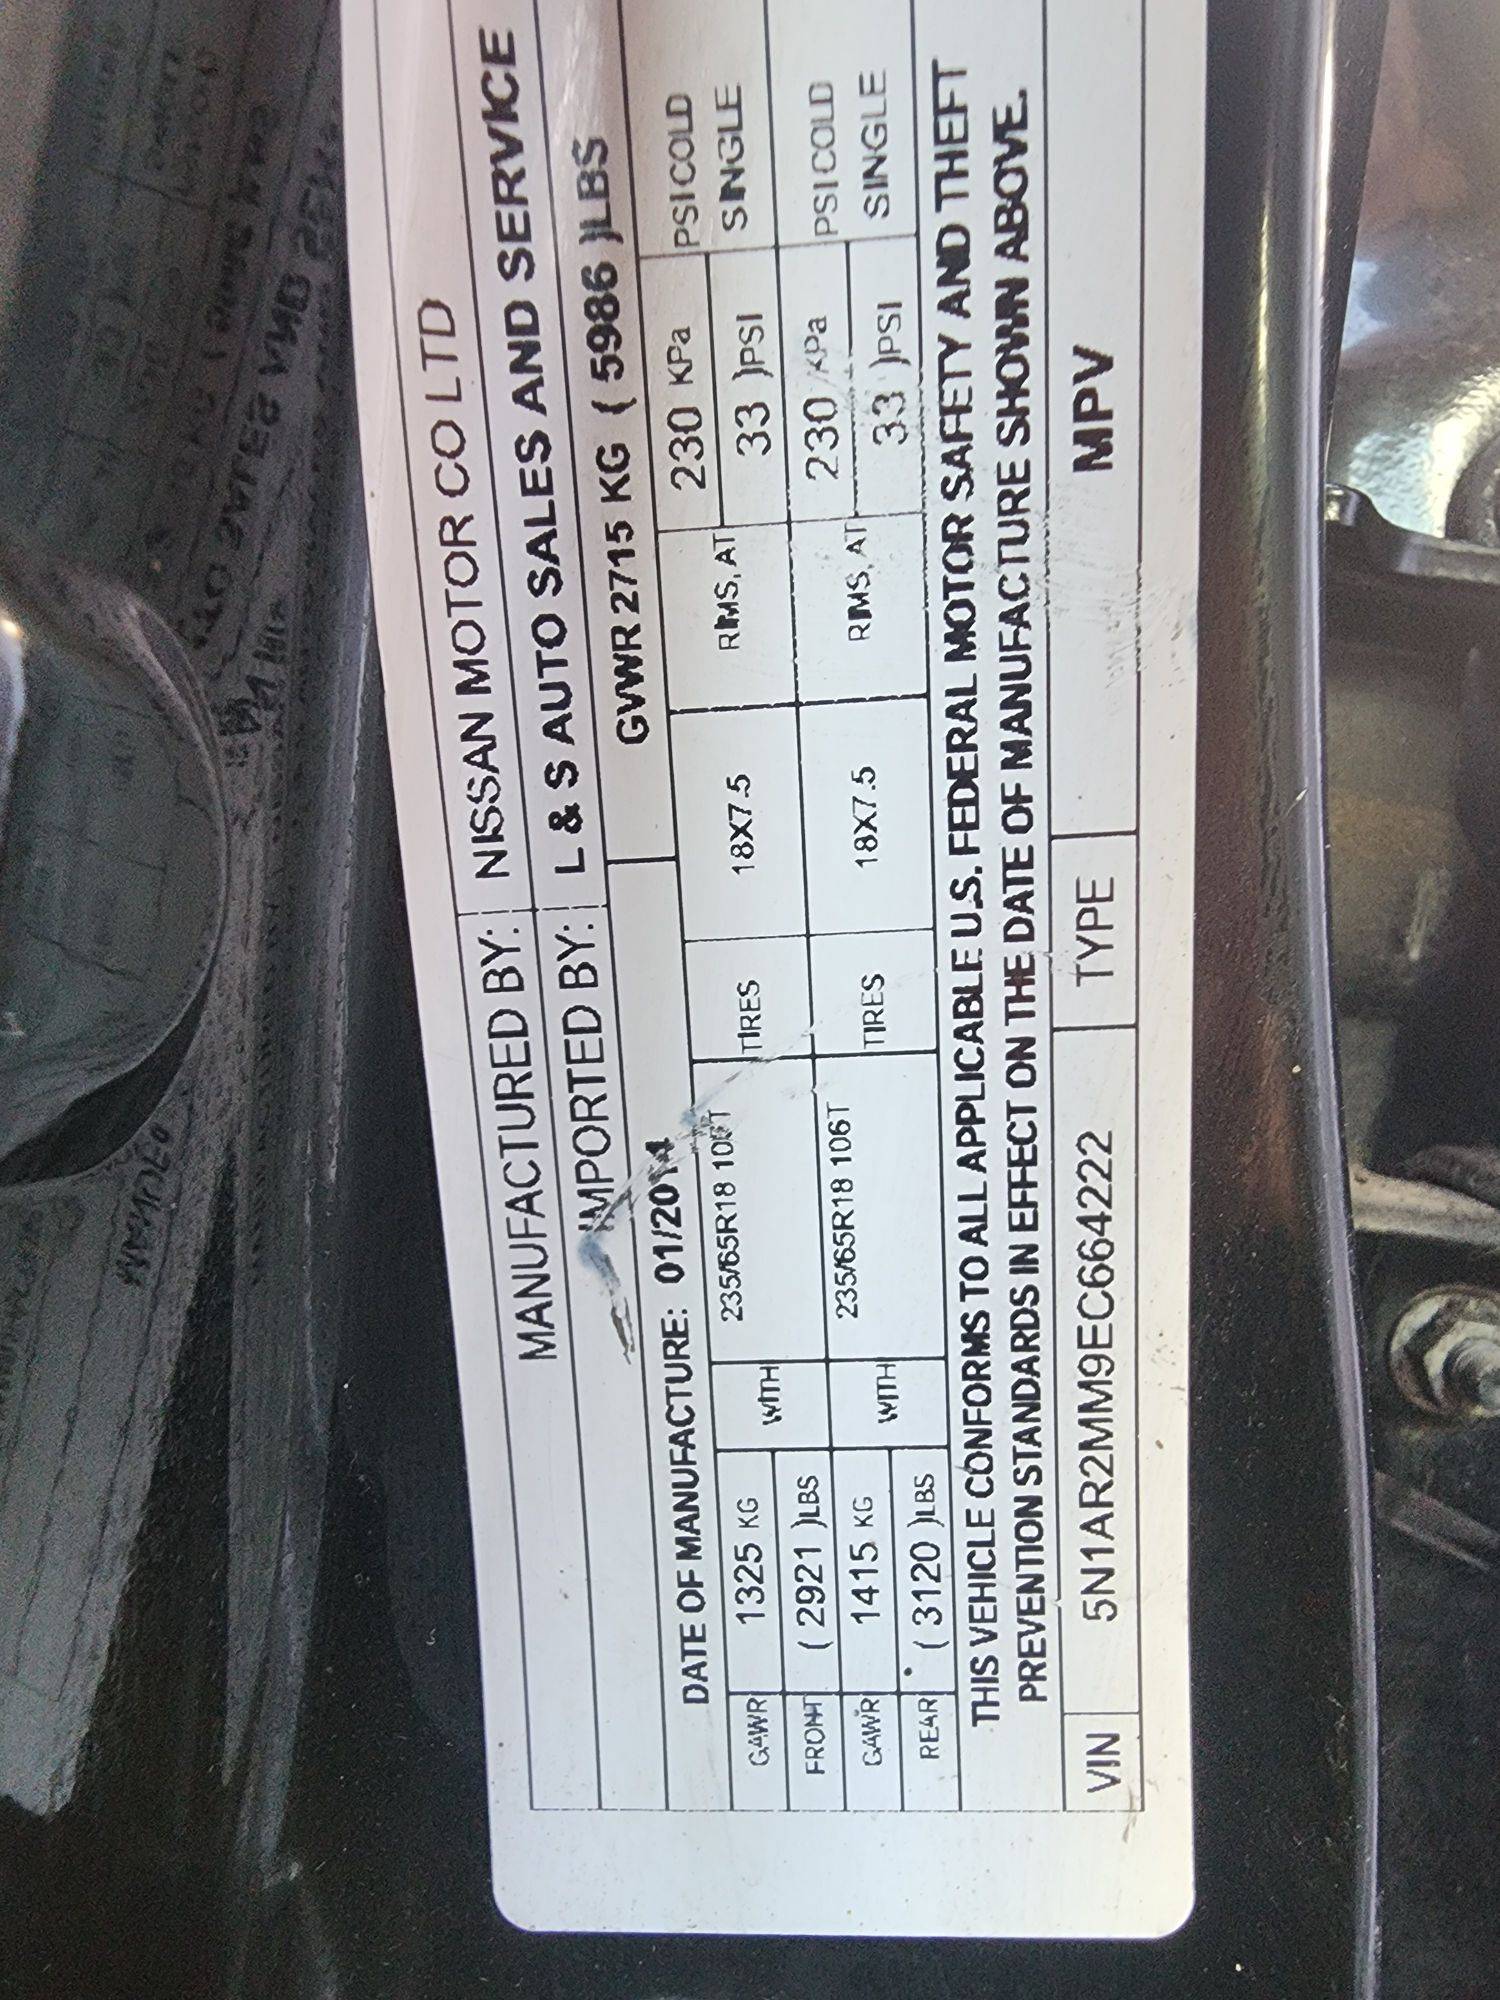 MANUFACTURED BY: NISSAN MOTOR CO LTD
IMPORTED BY: L & S AUTO SALES AND SERVICE
GVWR 2715 KG ( 5986 )LBS
DATE OF MANUFACTURE: 01/2014
GAWR 1325 KG WITH 235/65R18 106T TIRES 18X7.5 RIMS, AT 230 KPa PSI COLD
FRONT ( 2921 )LBS 33 )PSI SINGLE
GAWR 1415 KG WITH 235/65R18 106T TIRES 18X7.5 RIMS, AT 230 KPa PSI COLD
REAR ( 3120 )LBS 33 )PSI SINGLE
THIS VEHICLE CONFORMS TO ALL APPLICABLE U.S. FEDERAL MOTOR SAFETY AND THEFT
PREVENTION STANDARDS IN EFFECT ON THE DATE OF MANUFACTURE SHOWN ABOVE.
VIN 5N1AR2MM9EC664222 TYPE MPV